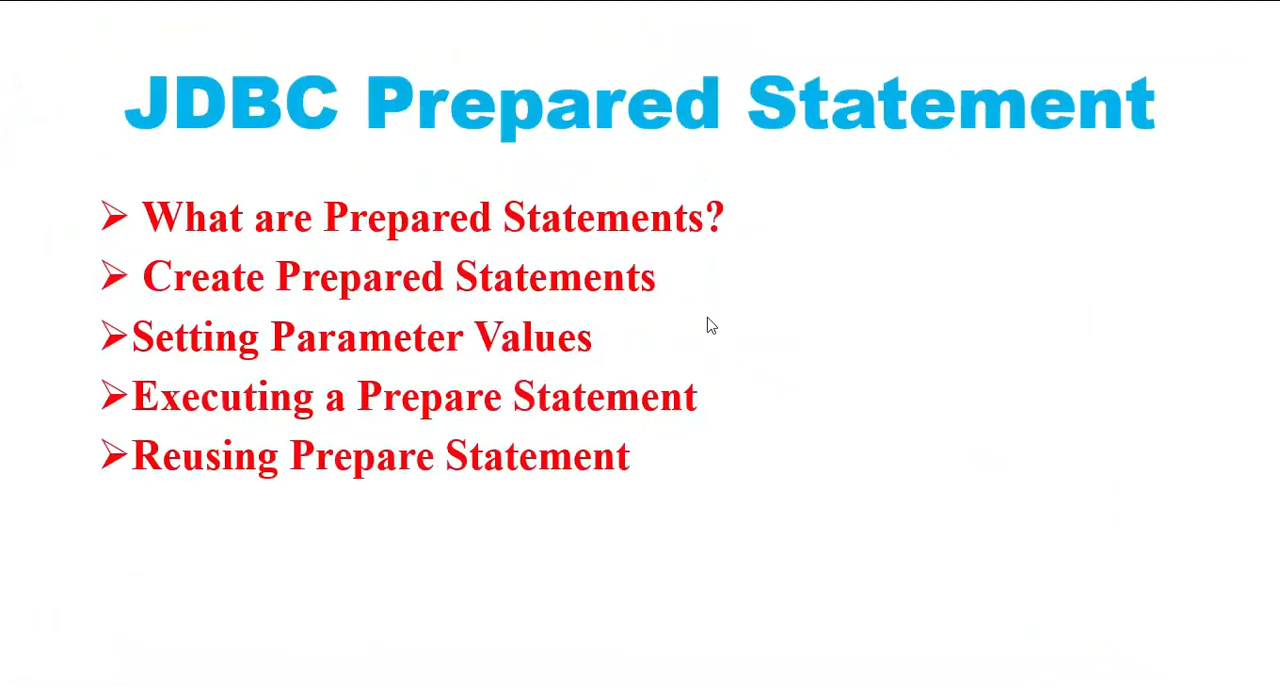 JDBC Prepared Statement
What are Prepared Statements?
Create Prepared Statements
Setting Parameter Values
Executing a Prepare Statement
Reusing Prepare Statement